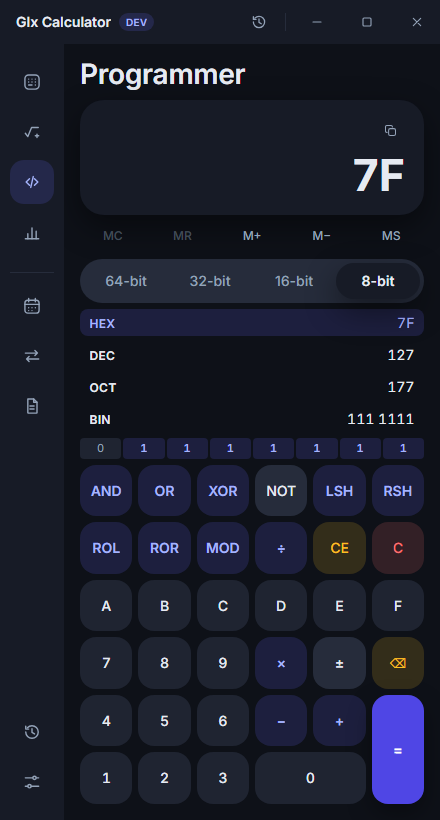 GIx Calculator DEV
Programmer
7F
MC MR M+ M− MS
64-bit 32-bit 16-bit 8-bit
HEX 7F
DEC 127
OCT 177
BIN 111 1111
0 1 1 1 1 1 1 1
AND OR XOR NOT LSH RSH
ROL ROR MOD ÷ CE C
A B C D E F
7 8 9 × ± ⌫
4 5 6 − + =
1 2 3 0